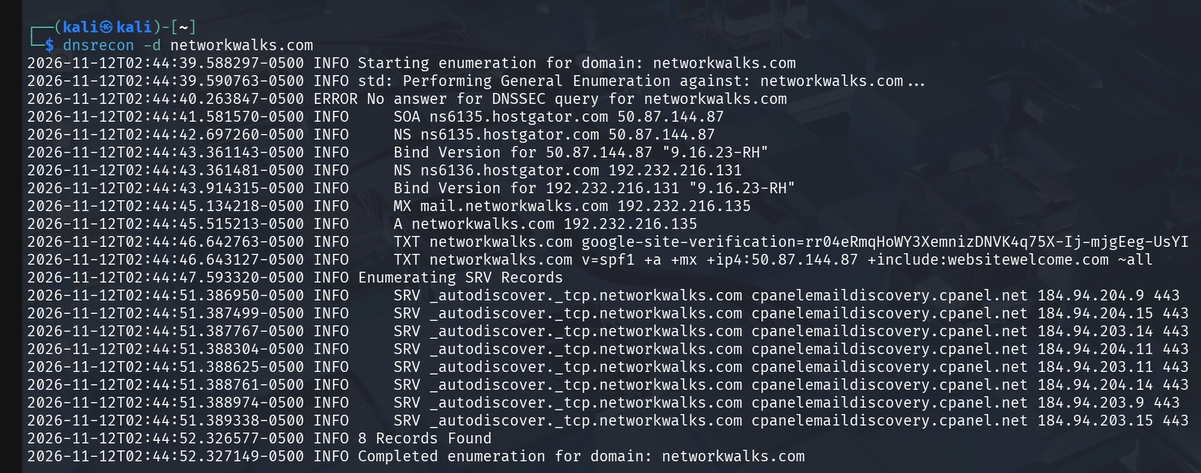 ┌──(kali㉿kali)-[~]
└─$ dnsrecon -d networkwalks.com
2026-11-12T02:44:39.588297-0500 INFO Starting enumeration for domain: networkwalks.com
2026-11-12T02:44:39.590763-0500 INFO std: Performing General Enumeration against: networkwalks.com...
2026-11-12T02:44:40.263847-0500 ERROR No answer for DNSSEC query for networkwalks.com
2026-11-12T02:44:41.581570-0500 INFO     SOA ns6135.hostgator.com 50.87.144.87
2026-11-12T02:44:42.697260-0500 INFO     NS ns6135.hostgator.com 50.87.144.87
2026-11-12T02:44:43.361143-0500 INFO     Bind Version for 50.87.144.87 "9.16.23-RH"
2026-11-12T02:44:43.361481-0500 INFO     NS ns6136.hostgator.com 192.232.216.131
2026-11-12T02:44:43.914315-0500 INFO     Bind Version for 192.232.216.131 "9.16.23-RH"
2026-11-12T02:44:45.134218-0500 INFO     MX mail.networkwalks.com 192.232.216.135
2026-11-12T02:44:45.515213-0500 INFO     A networkwalks.com 192.232.216.135
2026-11-12T02:44:46.642763-0500 INFO     TXT networkwalks.com google-site-verification=rr04eRmqHoWY3XemnizDNVK4q75X-Ij-mjgEeg-UsYI
2026-11-12T02:44:46.643127-0500 INFO     TXT networkwalks.com v=spf1 +a +mx +ip4:50.87.144.87 +include:websitewelcome.com ~all
2026-11-12T02:44:47.593320-0500 INFO Enumerating SRV Records
2026-11-12T02:44:51.386950-0500 INFO     SRV _autodiscover._tcp.networkwalks.com cpanelemaildiscovery.cpanel.net 184.94.204.9 443
2026-11-12T02:44:51.387499-0500 INFO     SRV _autodiscover._tcp.networkwalks.com cpanelemaildiscovery.cpanel.net 184.94.204.15 443
2026-11-12T02:44:51.387767-0500 INFO     SRV _autodiscover._tcp.networkwalks.com cpanelemaildiscovery.cpanel.net 184.94.203.14 443
2026-11-12T02:44:51.388304-0500 INFO     SRV _autodiscover._tcp.networkwalks.com cpanelemaildiscovery.cpanel.net 184.94.204.11 443
2026-11-12T02:44:51.388625-0500 INFO     SRV _autodiscover._tcp.networkwalks.com cpanelemaildiscovery.cpanel.net 184.94.203.11 443
2026-11-12T02:44:51.388761-0500 INFO     SRV _autodiscover._tcp.networkwalks.com cpanelemaildiscovery.cpanel.net 184.94.204.14 443
2026-11-12T02:44:51.388974-0500 INFO     SRV _autodiscover._tcp.networkwalks.com cpanelemaildiscovery.cpanel.net 184.94.203.9 443
2026-11-12T02:44:51.389338-0500 INFO     SRV _autodiscover._tcp.networkwalks.com cpanelemaildiscovery.cpanel.net 184.94.203.15 443
2026-11-12T02:44:52.326577-0500 INFO 8 Records Found
2026-11-12T02:44:52.327149-0500 INFO Completed enumeration for domain: networkwalks.com